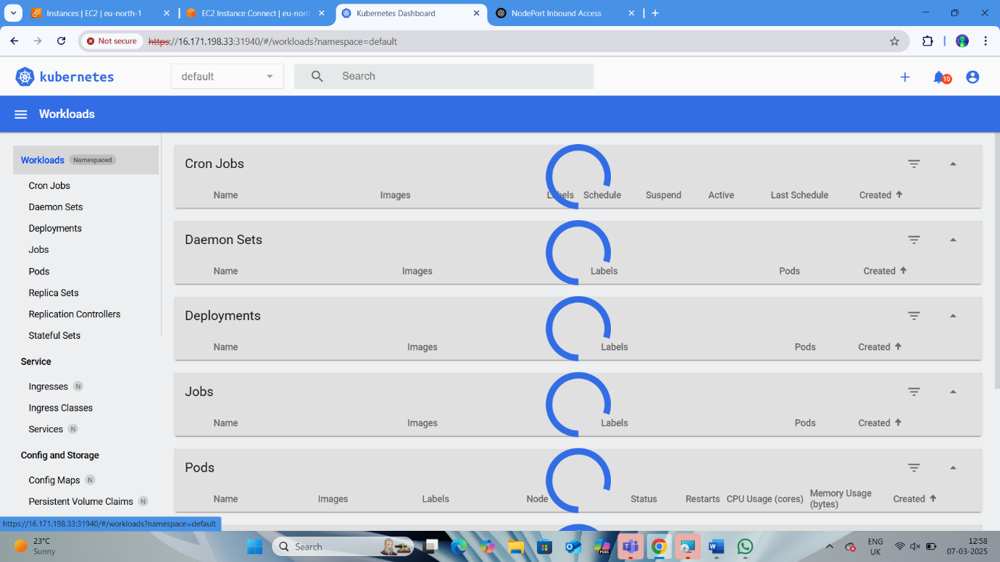 Instances | EC2 | eu-north-1
EC2 Instance Connect | eu-north
Kubernetes Dashboard
NodePort Inbound Access
Not secure
https://16.171.198.33:31940/#/workloads?namespace=default
kubernetes
default
Search
10
Workloads
Workloads Namespaced
Cron Jobs
Daemon Sets
Deployments
Jobs
Pods
Replica Sets
Replication Controllers
Stateful Sets
Service
Ingresses N
Ingress Classes
Services N
Config and Storage
Config Maps N
Persistent Volume Claims N
Cron Jobs
Name Images Labels Schedule Suspend Active Last Schedule Created
Daemon Sets
Name Images Labels Pods Created
Deployments
Name Images Labels Pods Created
Jobs
Name Images Labels Pods Created
Pods
Name Images Labels Node Status Restarts CPU Usage (cores) Memory Usage (bytes) Created
https://16.171.198.33:31940/#/workloads?namespace=default
23°C
Sunny
Search
ENG
UK
12:58
07-03-2025